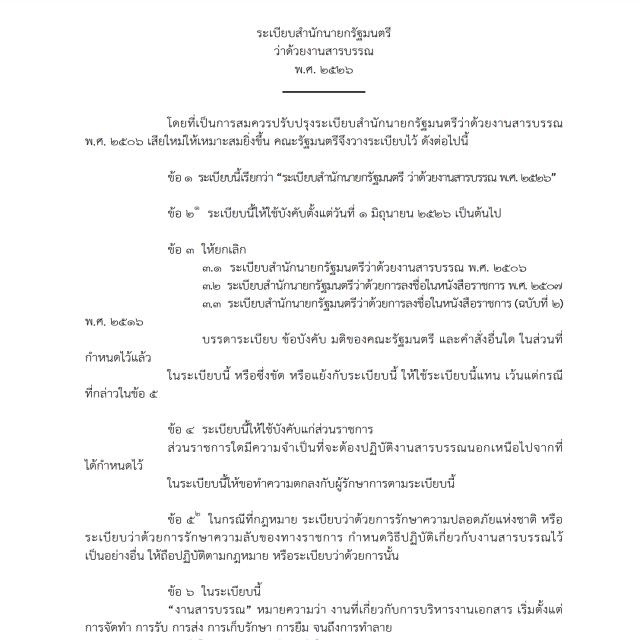 ระเบียบสำนักนายกรัฐมนตรี
ว่าด้วยงานสารบรรณ
พ.ศ. ๒๕๒๖
โดยที่เป็นการสมควรปรับปรุงระเบียบสำนักนายกรัฐมนตรีว่าด้วยงานสารบรรณ
พ.ศ. ๒๕๐๖ เสียใหม่ให้เหมาะสมยิ่งขึ้น คณะรัฐมนตรีจึงวางระเบียบไว้ ดังต่อไปนี้
ข้อ ๑ ระเบียบนี้เรียกว่า “ระเบียบสำนักนายกรัฐมนตรี ว่าด้วยงานสารบรรณ พ.ศ. ๒๕๒๖”
ข้อ ๒๑ ระเบียบนี้ให้ใช้บังคับตั้งแต่วันที่ ๑ มิถุนายน ๒๕๒๖ เป็นต้นไป
ข้อ ๓ ให้ยกเลิก
๓.๑ ระเบียบสำนักนายกรัฐมนตรีว่าด้วยงานสารบรรณ พ.ศ. ๒๕๐๖
๓.๒ ระเบียบสำนักนายกรัฐมนตรีว่าด้วยการลงชื่อในหนังสือราชการ พ.ศ. ๒๕๐๗
๓.๓ ระเบียบสำนักนายกรัฐมนตรีว่าด้วยการลงชื่อในหนังสือราชการ (ฉบับที่ ๒)
พ.ศ. ๒๕๑๖
บรรดาระเบียบ ข้อบังคับ มติของคณะรัฐมนตรี และคำสั่งอื่นใด ในส่วนที่
กำหนดไว้แล้ว
ในระเบียบนี้ หรือซึ่งขัด หรือแย้งกับระเบียบนี้ ให้ใช้ระเบียบนี้แทน เว้นแต่กรณี
ที่กล่าวในข้อ ๕
ข้อ ๔ ระเบียบนี้ให้ใช้บังคับแก่ส่วนราชการ
ส่วนราชการใดมีความจำเป็นที่จะต้องปฏิบัติงานสารบรรณนอกเหนือไปจากที่
ได้กำหนดไว้
ในระเบียบนี้ให้ขอทำความตกลงกับผู้รักษาการตามระเบียบนี้
ข้อ ๕๒ ในกรณีที่กฎหมาย ระเบียบว่าด้วยการรักษาความปลอดภัยแห่งชาติ หรือ
ระเบียบว่าด้วยการรักษาความลับของทางราชการ กำหนดวิธีปฏิบัติเกี่ยวกับงานสารบรรณไว้
เป็นอย่างอื่น ให้ถือปฏิบัติตามกฎหมาย หรือระเบียบว่าด้วยการนั้น
ข้อ ๖ ในระเบียบนี้
“งานสารบรรณ” หมายความว่า งานที่เกี่ยวกับการบริหารงานเอกสาร เริ่มตั้งแต่
การจัดทำ การรับ การส่ง การเก็บรักษา การยืม จนถึงการทำลาย